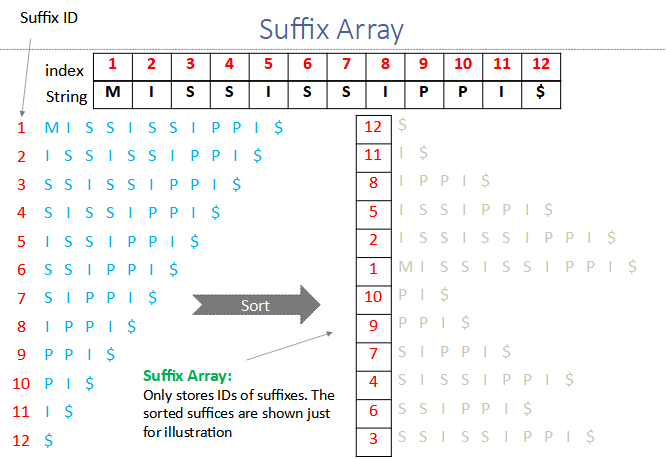 Suffix ID
Suffix Array
index 1 2 3 4 5 6 7 8 9 10 11 12
String M I S S I S S I P P I $
1 M I S S I S S I P P I $
2 I S S I S S I P P I $
3 S S I S S I P P I $
4 S I S S I P P I $
5 I S S I P P I $
6 S S I P P I $
7 S I P P I $
8 I P P I $
9 P P I $
10 P I $
11 I $
12 $
Sort
Suffix Array:
Only stores IDs of suffixes. The
sorted suffices are shown just
for illustration
12 $
11 I $
8 I P P I $
5 I S S I P P I $
2 I S S I S S I P P I $
1 M I S S I S S I P P I $
10 P I $
9 P P I $
7 S I P P I $
4 S I S S I P P I $
6 S S I P P I $
3 S S I S S I P P I $